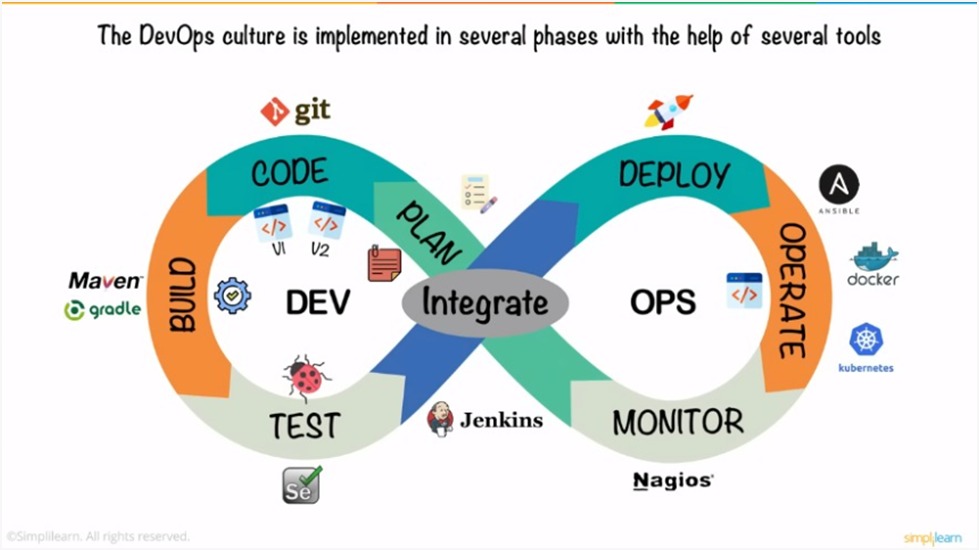 The DevOps culture is implemented in several phases with the help of several tools
git
CODE
DEPLOY
</>
</>
V1
V2
PLAN
A
ANSIBLE
Maven
gradle
BUILD
DEV
Integrate
OPS
</>
OPERATE
docker
kubernetes
TEST
Jenkins
MONITOR
Se
Nagios®
©Simplilearn. All rights reserved.
simplilearn